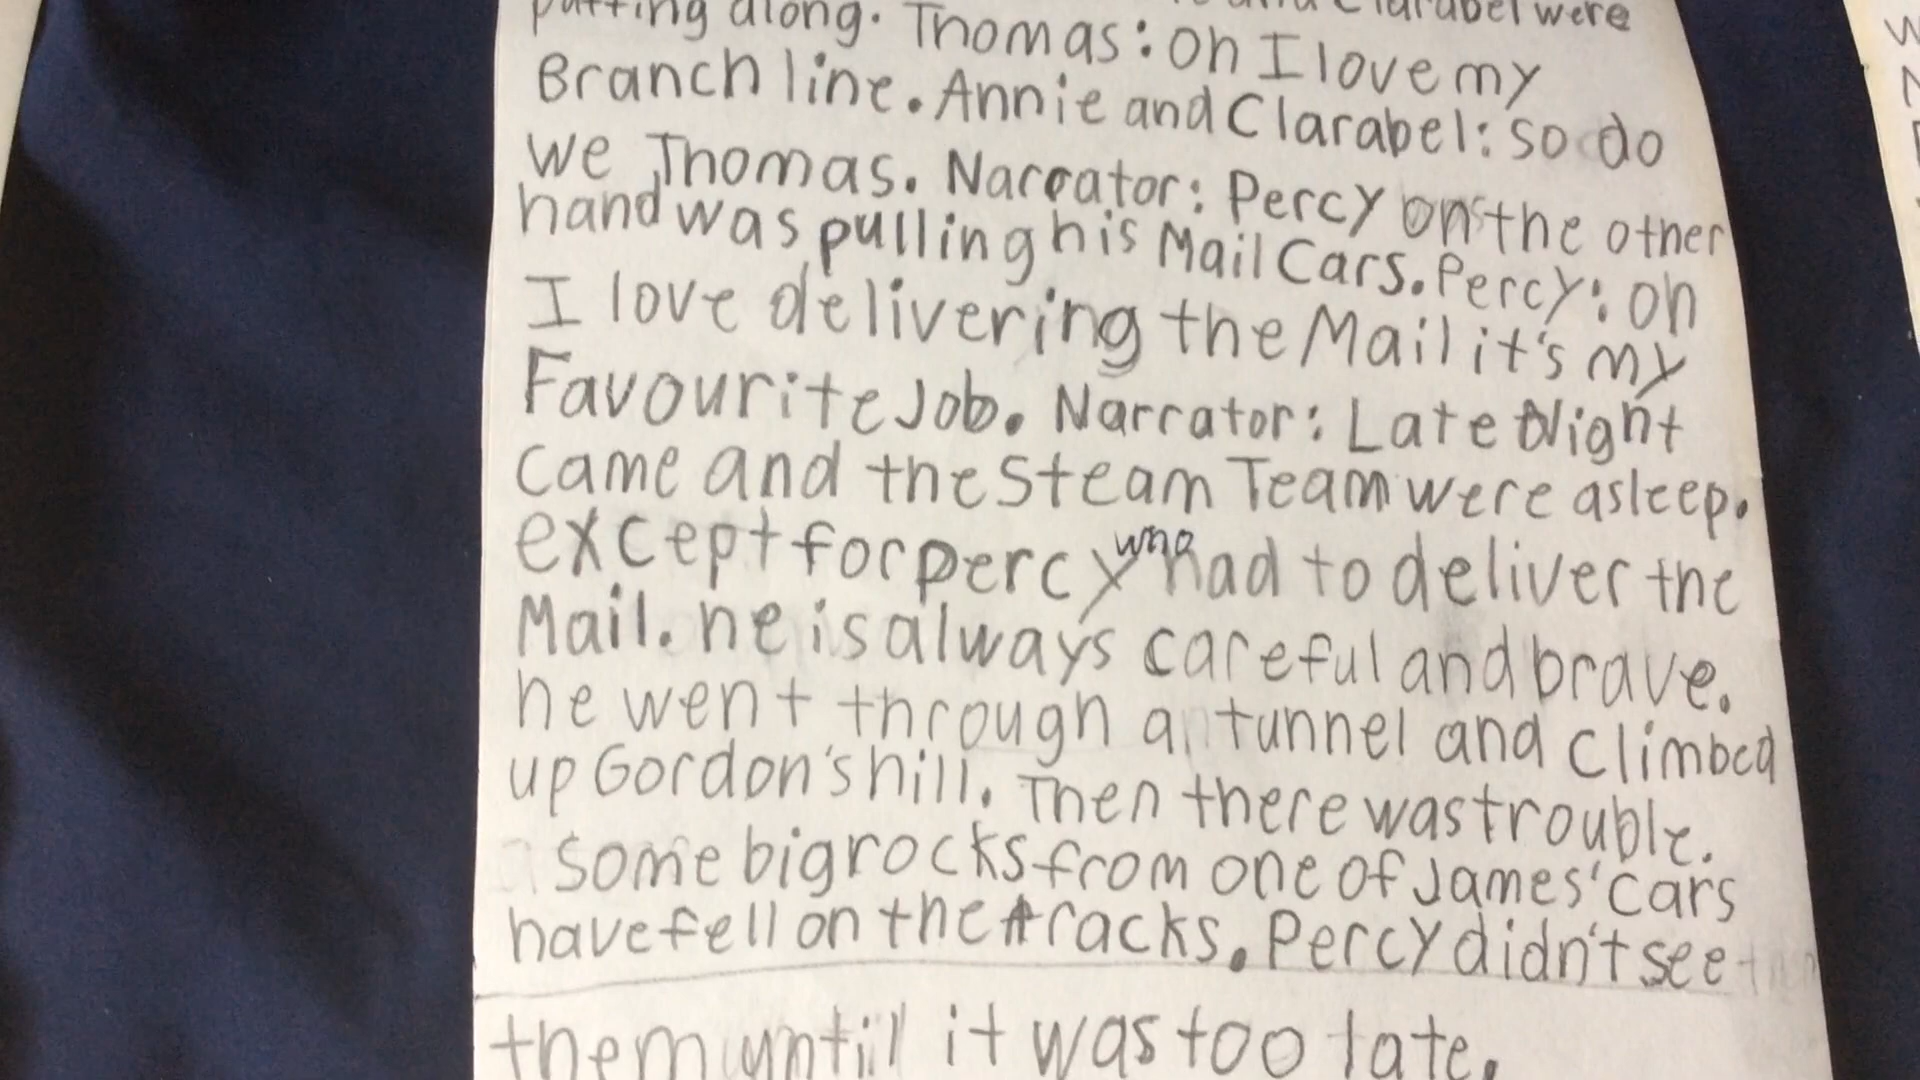 puffing along. Thomas: oh I love my
Branch line. Annie and Clarabel: so do
we Thomas. Narrator: Percy on the other
hand was pulling his Mail Cars. Percy: oh
I love delivering the Mail it's my
Favourite Job. Narrator: Late Night
came and the Steam Team were asleep.
except for percy who had to deliver the
Mail. he is always careful and brave.
he went through a tunnel and climbed
up Gordon's hill. Then there was trouble.
some big rocks from one of James' cars
have fell on the tracks. Percy didn't see
them until it was too late.